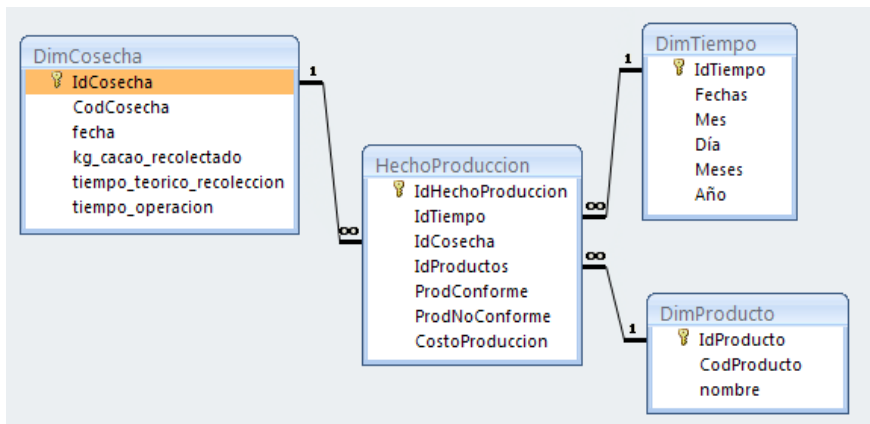 DimCosecha
IdCosecha
CodCosecha
fecha
kg_cacao_recolectado
tiempo_teorico_recoleccion
tiempo_operacion
1
∞
HechoProduccion
IdHechoProduccion
IdTiempo
IdCosecha
IdProductos
ProdConforme
ProdNoConforme
CostoProduccion
∞
∞
1
DimTiempo
IdTiempo
Fechas
Mes
Día
Meses
Año
1
DimProducto
IdProducto
CodProducto
nombre